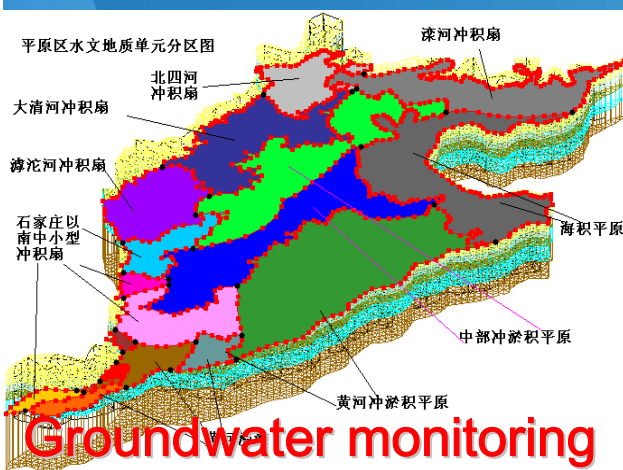 平原区水文地质单元分区图
滦河冲积扇
北四河
冲积扇
大清河冲积扇
滹沱河冲积扇
石家庄以
南中小型
冲积扇
海积平原
中部冲淤积平原
黄河冲淤积平原
Groundwater monitoring